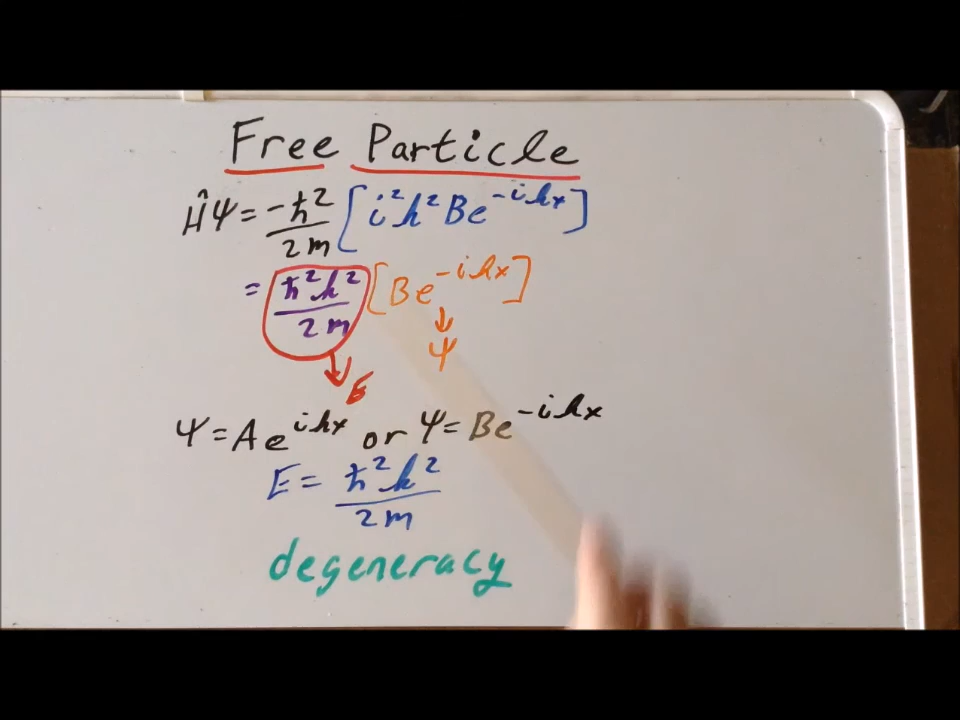 Free Particle
ĤΨ = -ħ²/2m [i²k²Be^-ikx]
= ħ²k²/2m [Be^-ikx]
↓ Ψ
↓ E
Ψ = Ae^ikx or Ψ = Be^-ikx
E = ħ²k²/2m
degeneracy